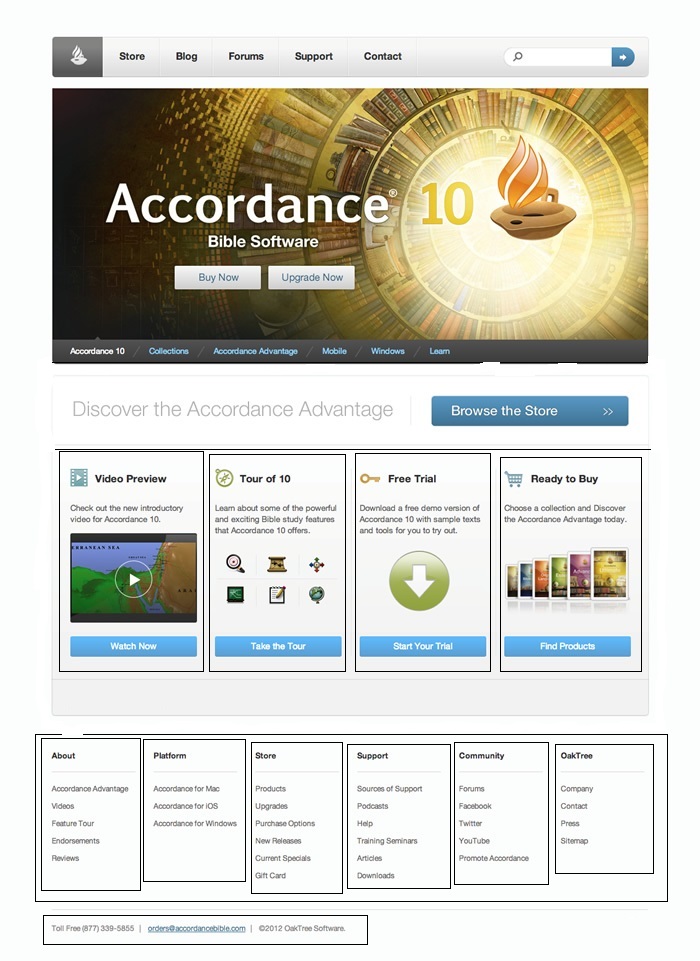 Store Blog Forums Support Contact
Accordance® 10
Bible Software
Buy Now Upgrade Now
Accordance 10 Collections Accordance Advantage Mobile Windows Learn
Discover the Accordance Advantage
Browse the Store >>
Video Preview
Check out the new introductory
video for Accordance 10.
ERRANEAN SEA
Watch Now
Tour of 10
Learn about some of the powerful
and exciting Bible study features
that Accordance 10 offers.
Take the Tour
Free Trial
Download a free demo version of
Accordance 10 with sample texts
and tools for you to try out.
Start Your Trial
Ready to Buy
Choose a collection and Discover
the Accordance Advantage today.
Find Products
About
Accordance Advantage
Videos
Feature Tour
Endorsements
Reviews
Platform
Accordance for Mac
Accordance for iOS
Accordance for Windows
Store
Products
Upgrades
Purchase Options
New Releases
Current Specials
Gift Card
Support
Sources of Support
Podcasts
Help
Training Seminars
Articles
Downloads
Community
Forums
Facebook
Twitter
YouTube
Promote Accordance
OakTree
Company
Contact
Press
Sitemap
Toll Free (877) 339-5855 | orders@accordancebible.com | ©2012 OakTree Software.